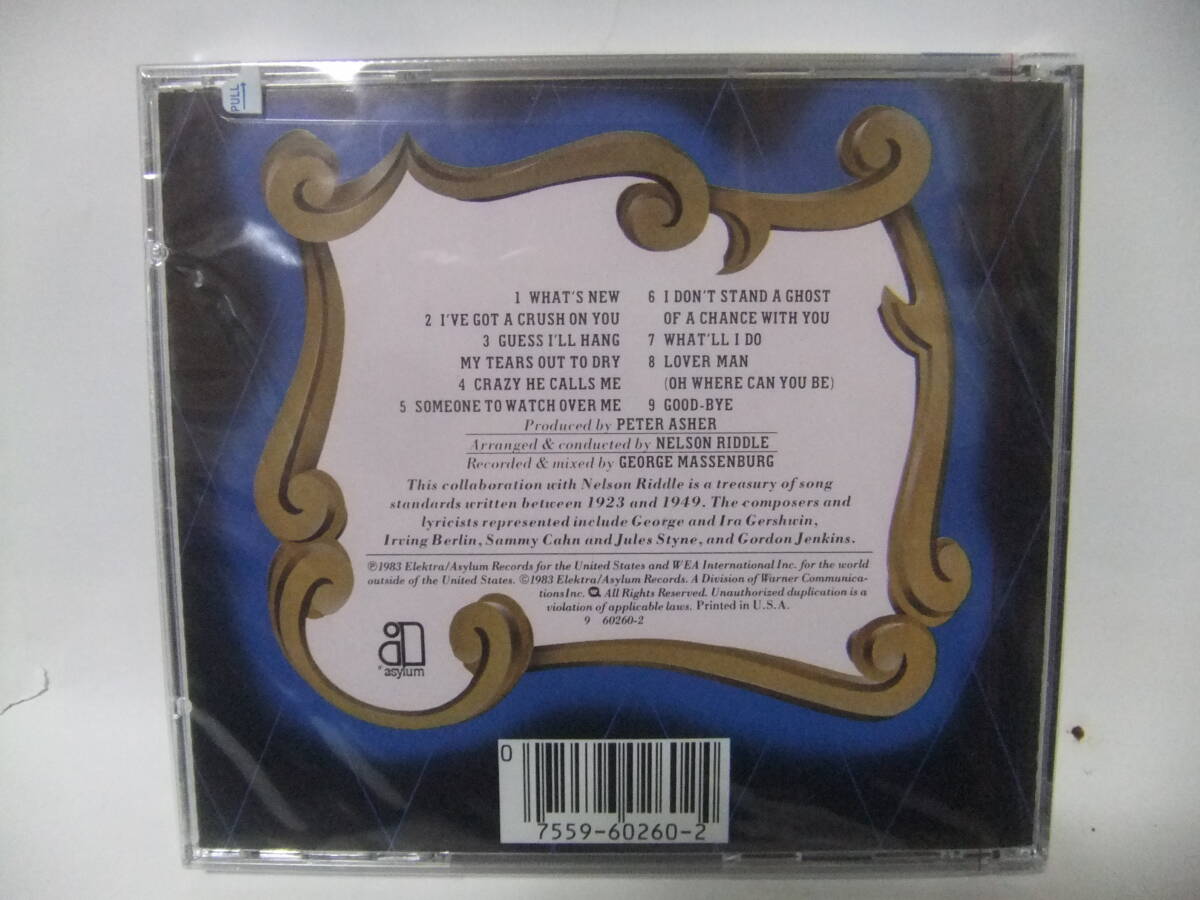 PULL
1 WHAT'S NEW
2 I'VE GOT A CRUSH ON YOU
3 GUESS I'LL HANG
MY TEARS OUT TO DRY
4 CRAZY HE CALLS ME
5 SOMEONE TO WATCH OVER ME
6 I DON'T STAND A GHOST
OF A CHANCE WITH YOU
7 WHAT'LL I DO
8 LOVER MAN
(OH WHERE CAN YOU BE)
9 GOOD-BYE
Produced by PETER ASHER
Arranged & conducted by NELSON RIDDLE
Recorded & mixed by GEORGE MASSENBURG
This collaboration with Nelson Riddle is a treasury of song
standards written between 1923 and 1949. The composers and
lyricists represented include George and Ira Gershwin,
Irving Berlin, Sammy Cahn and Jules Styne, and Gordon Jenkins.
℗1983 Elektra/Asylum Records for the United States and WEA International Inc. for the world
outside of the United States. ©1983 Elektra/Asylum Records. A Division of Warner Communica-
tions Inc. All Rights Reserved. Unauthorized duplication is a
violation of applicable laws. Printed in U.S.A.
9 60260-2
asylum
0
7559-60260-2